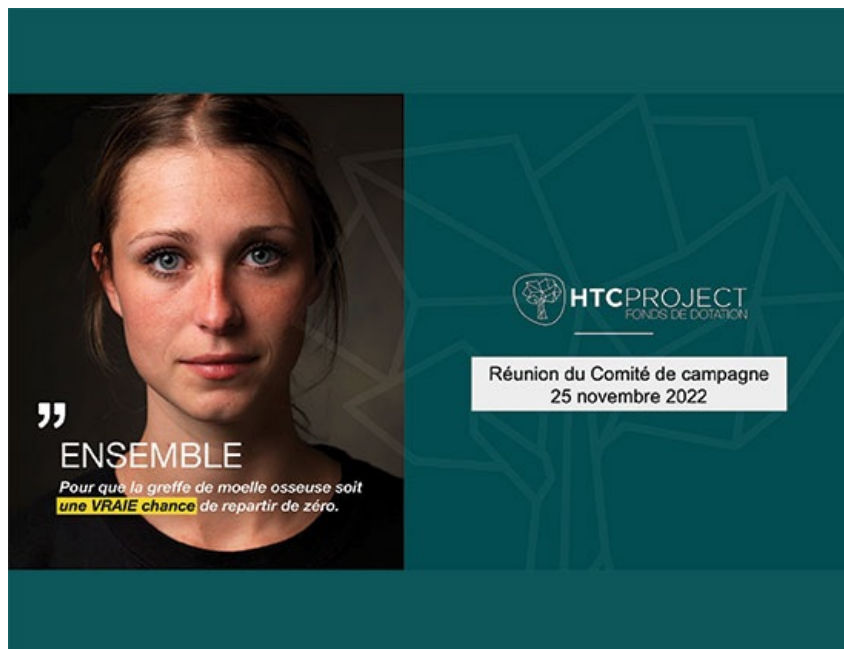 ”
ENSEMBLE
Pour que la greffe de moelle osseuse soit
une VRAIE chance de repartir de zéro.
HTCPROJECT
FONDS DE DOTATION
Réunion du Comité de campagne
25 novembre 2022